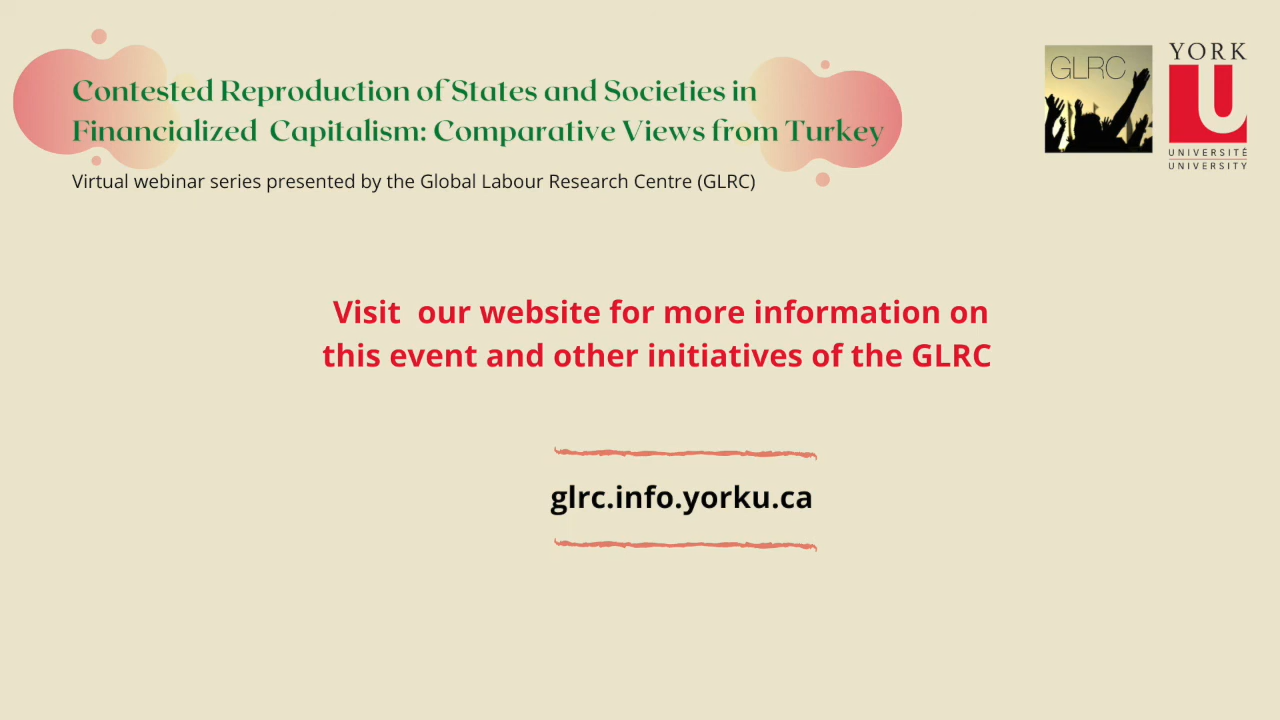 Contested Reproduction of States and Societies in
Financialized Capitalism: Comparative Views from Turkey
Virtual webinar series presented by the Global Labour Research Centre (GLRC)
GLRC
YORK
U
UNIVERSITÉ
UNIVERSITY
Visit our website for more information on
this event and other initiatives of the GLRC
glrc.info.yorku.ca